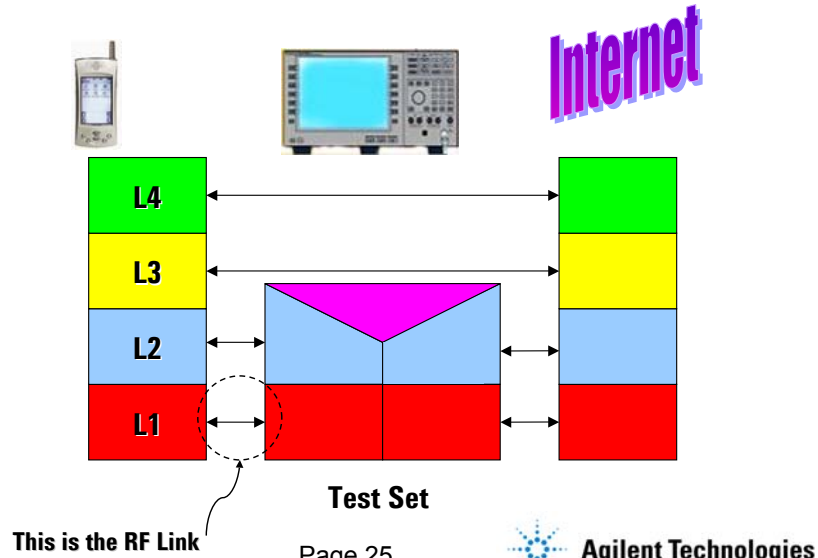 Internet
L4
L3
L2
L1
Test Set
This is the RF Link
Page 25
Agilent Technologies